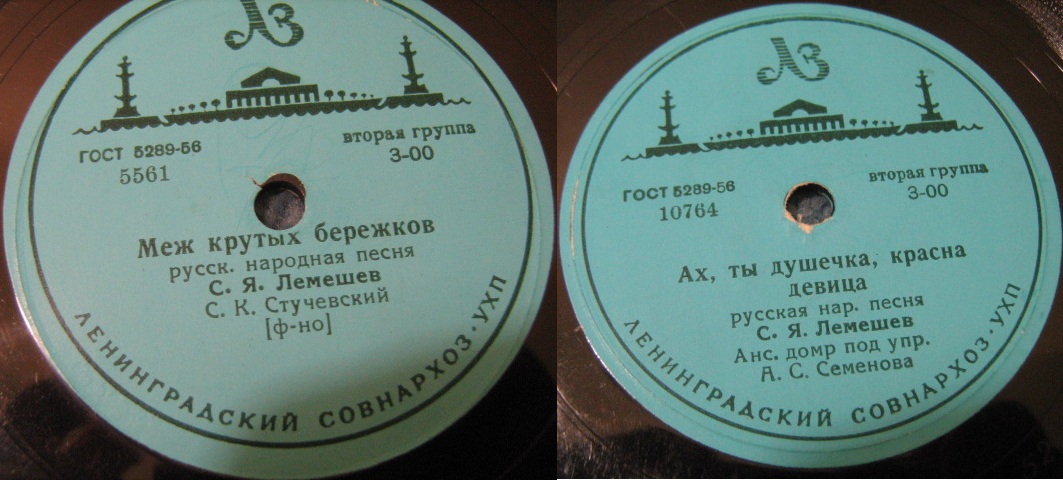 ЛЗ
ГОСТ 5289-56
вторая группа
5561
3-00
Меж крутых бережков
русск. народная песня
С. Я. Лемешев
С. К. Стучевский
[ф-но]
ЛЕНИНГРАДСКИЙ СОВНАРХОЗ·УХП
ЛЗ
ГОСТ 5289-56
вторая группа
10764
3-00
Ах, ты душечка, красна
девица
русская нар. песня
С. Я. Лемешев
Анс. домр под упр.
А. С. Семенова
ЛЕНИНГРАДСКИЙ СОВНАРХОЗ·УХП